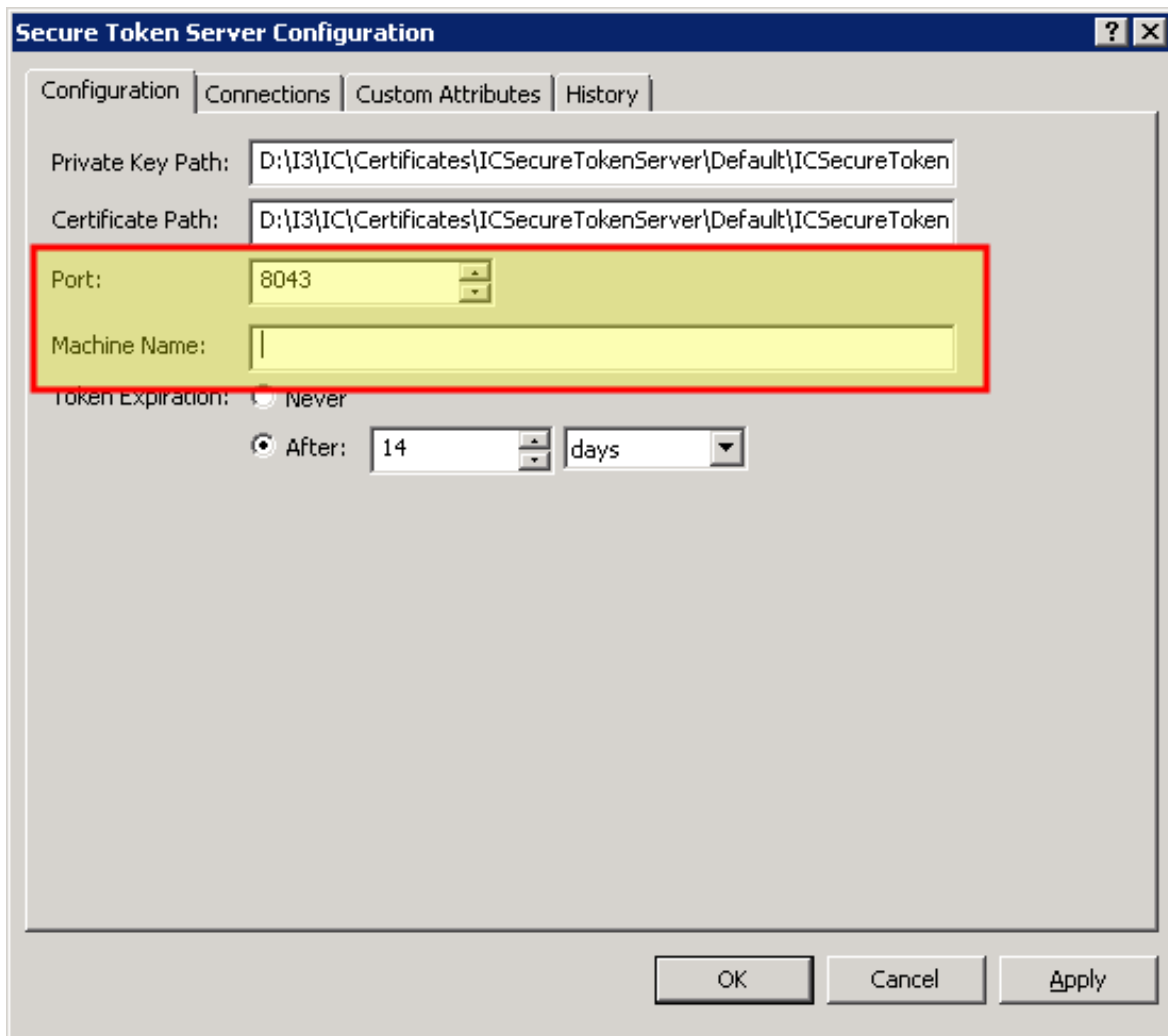 Secure Token Server Configuration
Configuration Connections Custom Attributes History
Private Key Path: D:\I3\IC\Certificates\ICSecureTokenServer\Default\ICSecureToken
Certificate Path: D:\I3\IC\Certificates\ICSecureTokenServer\Default\ICSecureToken
Port: 8043
Machine Name:
Token Expiration: Never
After: 14 days
OK Cancel Apply